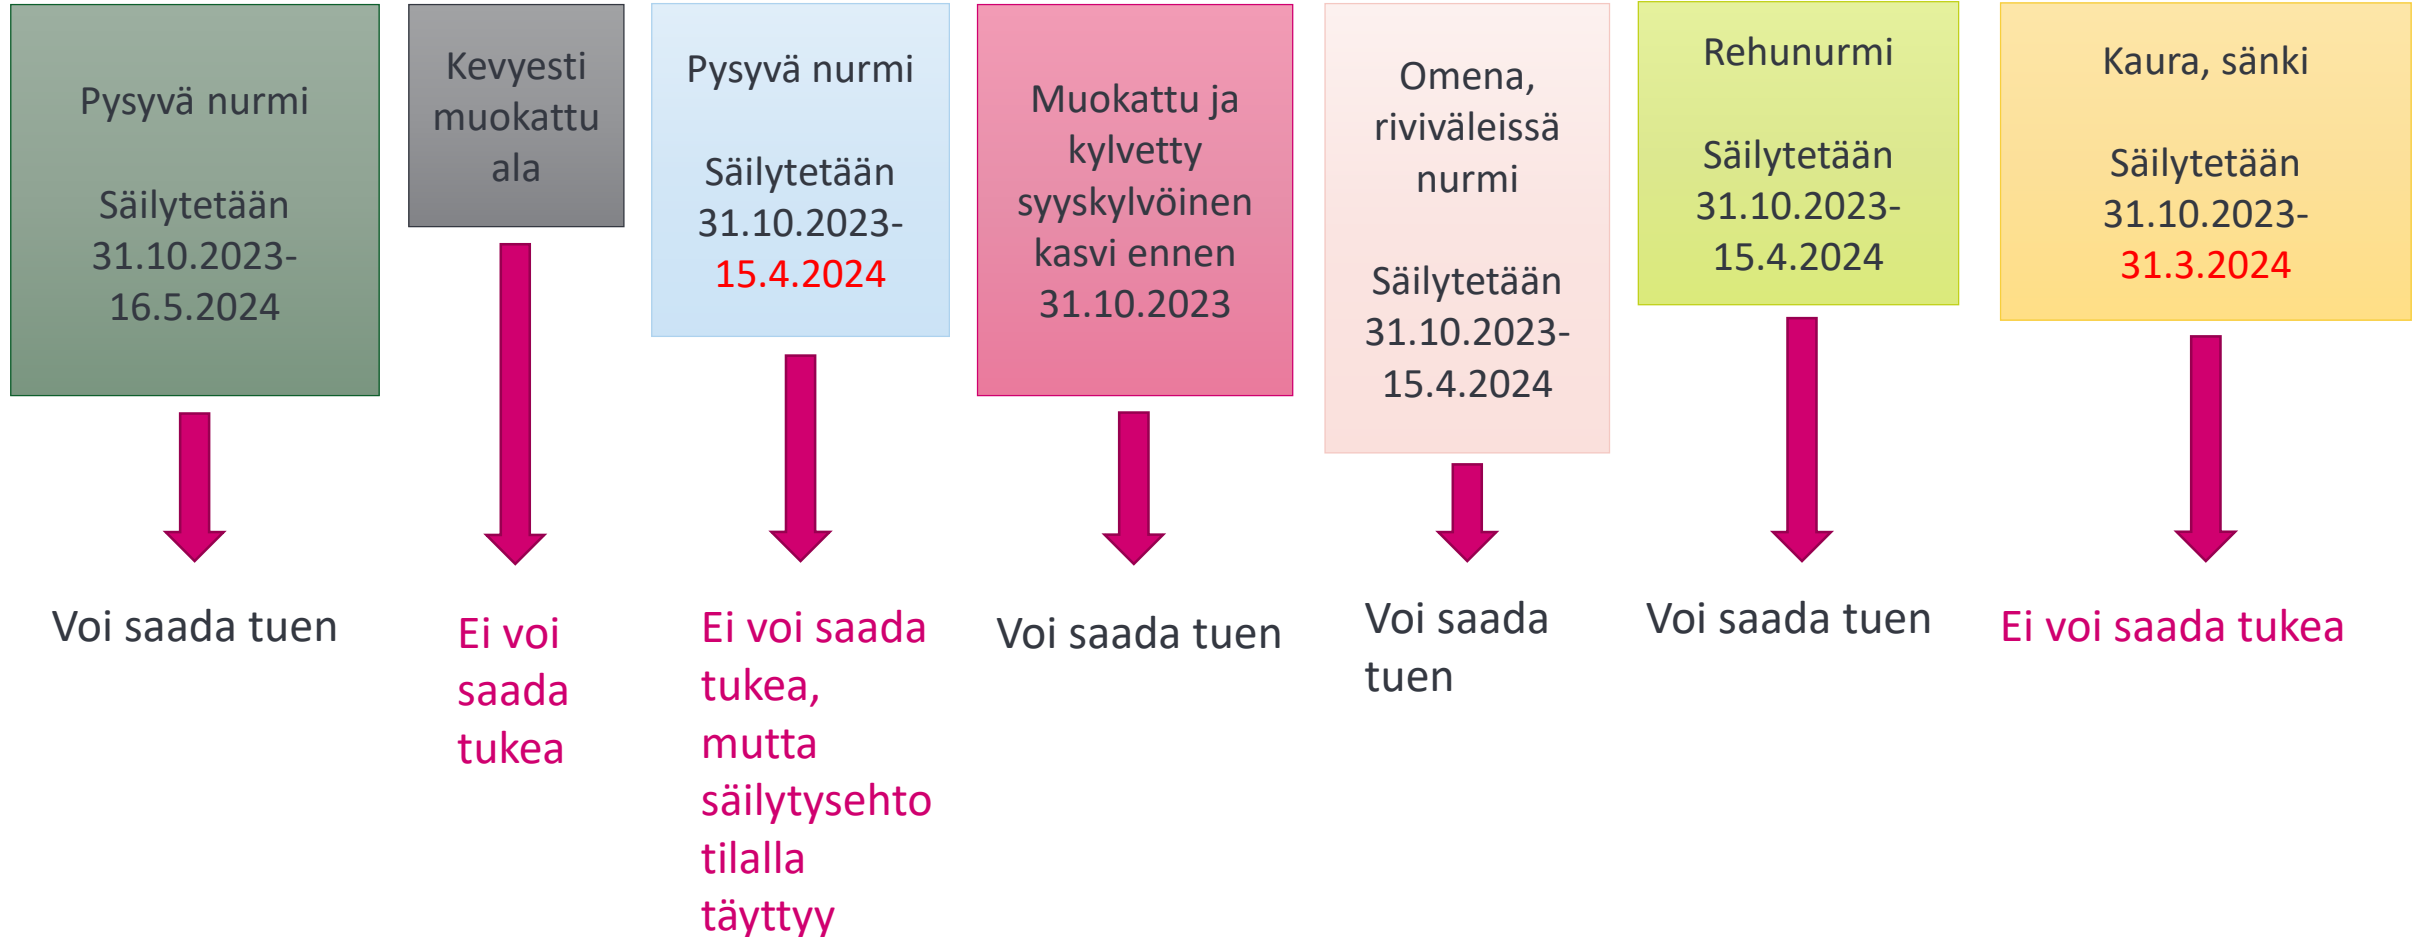 Pysyvä nurmi
Säilytetään
31.10.2023-
16.5.2024
Voi saada tuen
Kevyesti
muokattu
ala
Ei voi
saada
tukea
Pysyvä nurmi
Säilytetään
31.10.2023-
15.4.2024
Ei voi saada
tukea,
mutta
säilytysehto
tilalla
täyttyy
Muokattu ja
kylvetty
syyskylvöinen
kasvi ennen
31.10.2023
Voi saada tuen
Omena,
riviväleissä
nurmi
Säilytetään
31.10.2023-
15.4.2024
Voi saada
tuen
Rehunurmi
Säilytetään
31.10.2023-
15.4.2024
Voi saada tuen
Kaura, sänki
Säilytetään
31.10.2023-
31.3.2024
Ei voi saada tukea